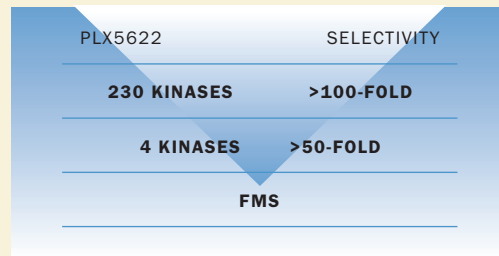 PLX5622 SELECTIVITY
230 KINASES >100-FOLD
4 KINASES >50-FOLD
FMS